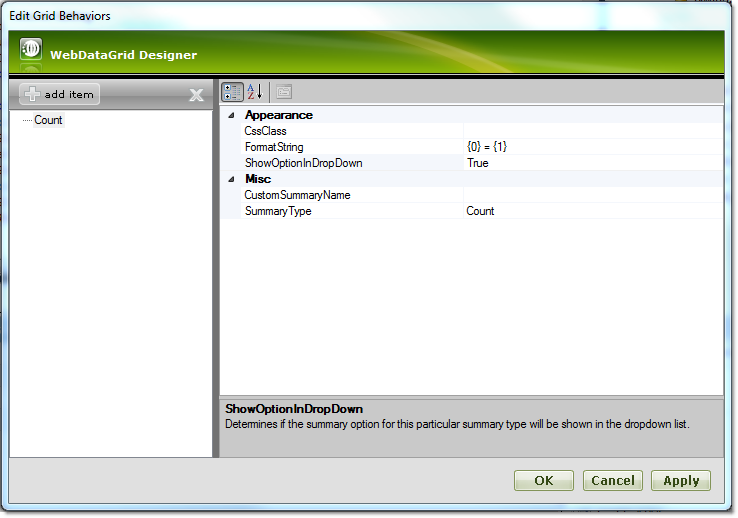 Edit Grid Behaviors
WebDataGrid Designer
add item
Count
Appearance
CssClass
FormatString {0} = {1}
ShowOptionInDropDown True
Misc
CustomSummaryName
SummaryType Count
ShowOptionInDropDown
Determines if the summary option for this particular summary type will be shown in the dropdown list.
OK Cancel Apply